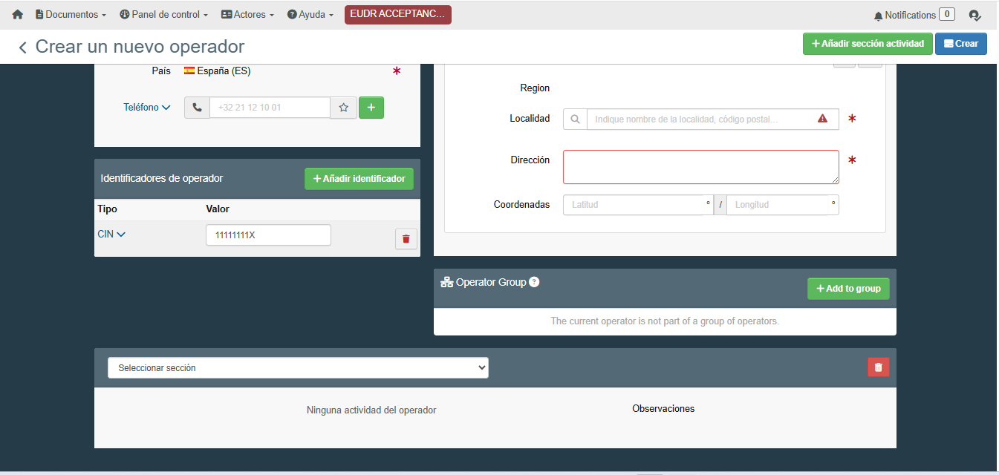 Documentos
Panel de control
Actores
Ayuda
EUDR ACCEPTANC...
Notifications 0
Crear un nuevo operador
Añadir sección actividad
Crear
País España (ES) *
Teléfono +32 21 12 10 01
Region
Localidad Indique nombre de la localidad, código postal... *
Dirección *
Coordenadas Latitud ° / Longitud °
Identificadores de operador
+ Añadir identificador
Tipo Valor
CIN 11111111X
Operator Group ?
+ Add to group
The current operator is not part of a group of operators.
Seleccionar sección
Ninguna actividad del operador
Observaciones